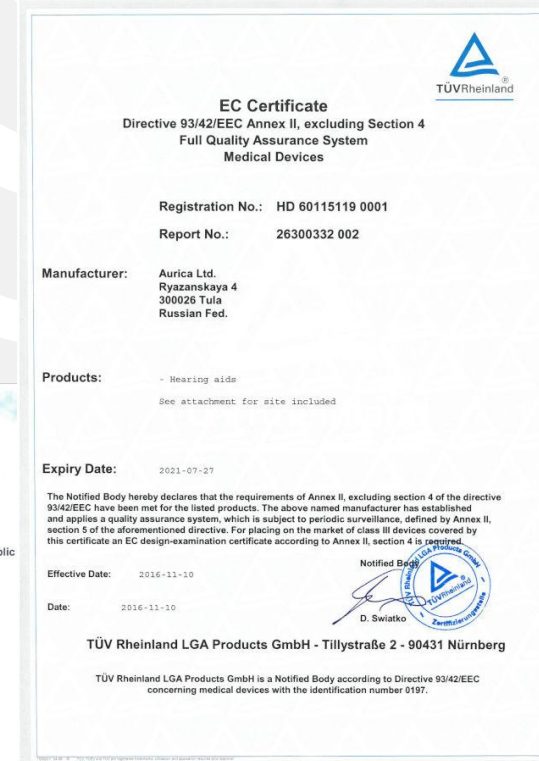 TÜVRheinland®
EC Certificate
Directive 93/42/EEC Annex II, excluding Section 4
Full Quality Assurance System
Medical Devices
Registration No.: HD 60115119 0001
Report No.: 26300332 002
Manufacturer: Aurica Ltd.
Ryazanskaya 4
300026 Tula
Russian Fed.
Products: - Hearing aids
See attachment for site included
Expiry Date: 2021-07-27
The Notified Body hereby declares that the requirements of Annex II, excluding section 4 of the directive
93/42/EEC have been met for the listed products. The above named manufacturer has established
and applies a quality assurance system, which is subject to periodic surveillance, defined by Annex II,
section 5 of the aforementioned directive. For placing on the market of class III devices covered by
this certificate an EC design-examination certificate according to Annex II, section 4 is required.
Notified Body
Effective Date: 2016-11-10
Date: 2016-11-10
TÜV Rheinland LGA Products GmbH
TÜVRheinland
Zertifizierungsstelle
D. Swiatko
TÜV Rheinland LGA Products GmbH - Tillystraße 2 - 90431 Nürnberg
TÜV Rheinland LGA Products GmbH is a Notified Body according to Directive 93/42/EEC
concerning medical devices with the identification number 0197.